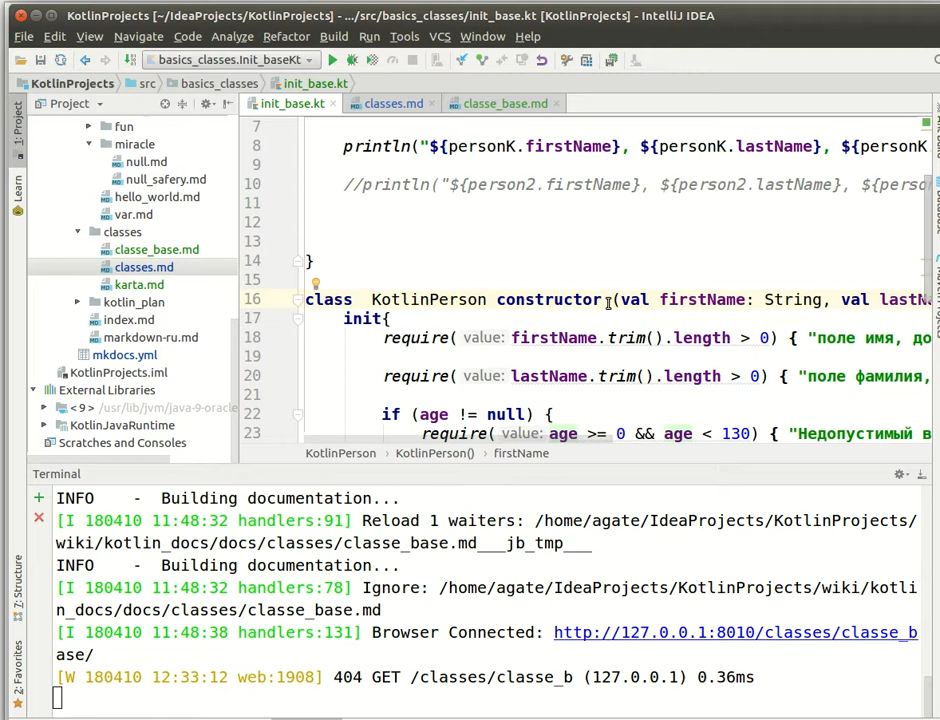 KotlinProjects [~/IdeaProjects/KotlinProjects] - .../src/basics_classes/init_base.kt [KotlinProjects] - IntelliJ IDEA
File Edit View Navigate Code Analyze Refactor Build Run Tools VCS Window Help
basics_classes.Init_baseKt
KotlinProjects src basics_classes init_base.kt
Project
init_base.kt classes.md classe_base.md
1: Project
Learn
7: Structure
2: Favorites
fun
miracle
null.md
null_safery.md
hello_world.md
var.md
classes
classe_base.md
classes.md
karta.md
kotlin_plan
index.md
markdown-ru.md
mkdocs.yml
KotlinProjects.iml
External Libraries
< 9 > /usr/lib/jvm/java-9-oracle
KotlinJavaRuntime
Scratches and Consoles
7
8 println("${personK.firstName}, ${personK.lastName}, ${personK.
9
10 //println("${person2.firstName}, ${person2.lastName}, ${perso
11
12
13
14 }
15
16 class KotlinPerson constructor (val firstName: String, val lastN
17 init{
18 require( value: firstName.trim().length > 0) { "поле имя, до
19
20 require( value: lastName.trim().length > 0) { "поле фамилия,
21
22 if (age != null) {
23 require( value: age >= 0 && age < 130) { "Недопустимый в
KotlinPerson KotlinPerson() firstName
Terminal
INFO - Building documentation...
[I 180410 11:48:32 handlers:91] Reload 1 waiters: /home/agate/IdeaProjects/KotlinProjects/
wiki/kotlin_docs/docs/classes/classe_base.md___jb_tmp___
INFO - Building documentation...
[I 180410 11:48:32 handlers:78] Ignore: /home/agate/IdeaProjects/KotlinProjects/wiki/kotli
n_docs/docs/classes/classe_base.md
[I 180410 11:48:38 handlers:131] Browser Connected: http://127.0.0.1:8010/classes/classe_b
ase/
[W 180410 12:33:12 web:1908] 404 GET /classes/classe_b (127.0.0.1) 0.36ms